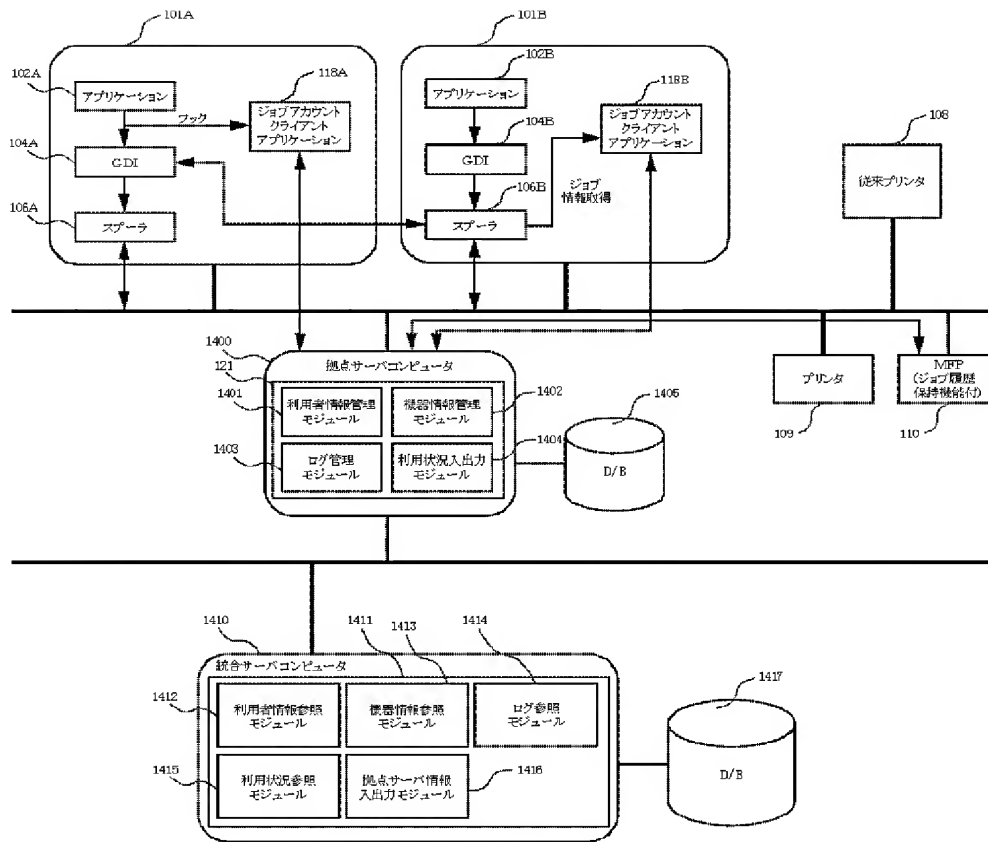 101A
101B
102A
アプリケーション
118A
フック
ジョブアカウント
クライアント
アプリケーション
104A
GDI
106A
スプーラ
102B
アプリケーション
118B
ジョブアカウント
クライアント
アプリケーション
104B
GDI
106B
ジョブ
情報取得
スプーラ
108
従来プリンタ
1400
拠点サーバコンピュータ
121
1401
利用者情報管理
モジュール
機器情報管理
モジュール
1402
1403
ログ管理
モジュール
利用状況入出力
モジュール
1404
1405
D/B
プリンタ
109
MFP
(ジョブ履歴
保持機能付)
110
1410
1411
1413
1414
統合サーバコンピュータ
1412
利用者情報参照
モジュール
機器情報参照
モジュール
ログ参照
モジュール
1415
利用状況参照
モジュール
拠点サーバ情報
入出力モジュール
1416
1417
D/B